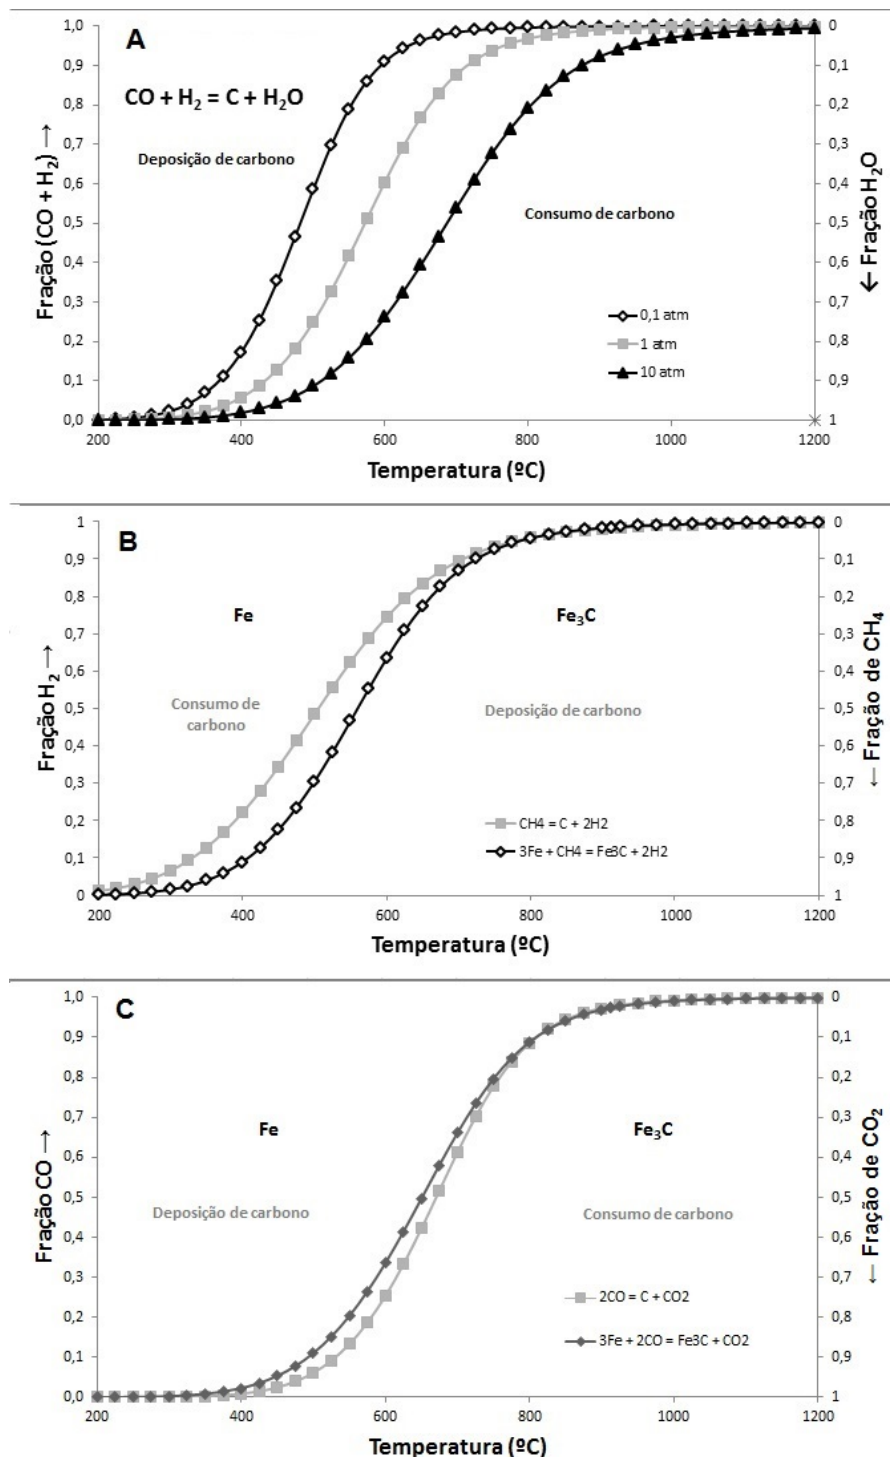 A
CO + H₂ = C + H₂O
Deposição de carbono
Consumo de carbono
Fração (CO + H₂) →
← Fração H₂O
1,0
0,9
0,8
0,7
0,6
0,5
0,4
0,3
0,2
0,1
0,0
0
0,1
0,2
0,3
0,4
0,5
0,6
0,7
0,8
0,9
1
0,1 atm
1 atm
10 atm
200 400 600 800 1000 1200
Temperatura (ºC)
B
Fe
Fe₃C
Consumo de
carbono
Deposição de carbono
Fração H₂ →
← Fração de CH₄
1
0,9
0,8
0,7
0,6
0,5
0,4
0,3
0,2
0,1
0
0
0,1
0,2
0,3
0,4
0,5
0,6
0,7
0,8
0,9
1
CH4 = C + 2H2
3Fe + CH4 = Fe3C + 2H2
200 400 600 800 1000 1200
Temperatura (ºC)
C
Fe
Fe₃C
Deposição de carbono
Consumo de carbono
Fração CO →
← Fração de CO₂
1,0
0,9
0,8
0,7
0,6
0,5
0,4
0,3
0,2
0,1
0,0
0
0,1
0,2
0,3
0,4
0,5
0,6
0,7
0,8
0,9
1
2CO = C + CO2
3Fe + 2CO = Fe3C + CO2
200 400 600 800 1000 1200
Temperatura (ºC)